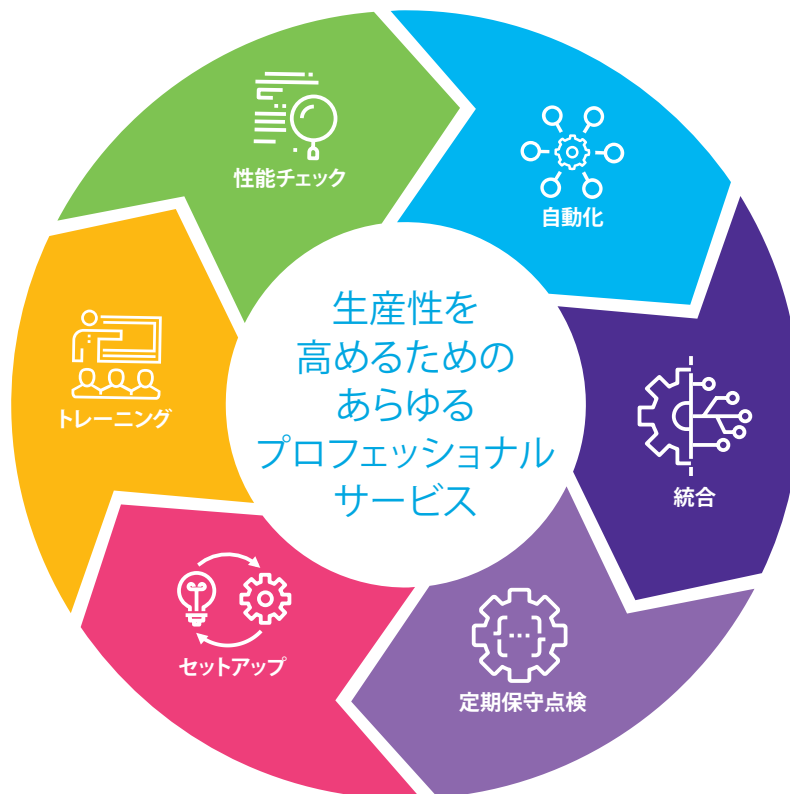 性能チェック
自動化
生産性を
高めるための
あらゆる
プロフェッショナル
サービス
トレーニング
統合
セットアップ
定期保守点検